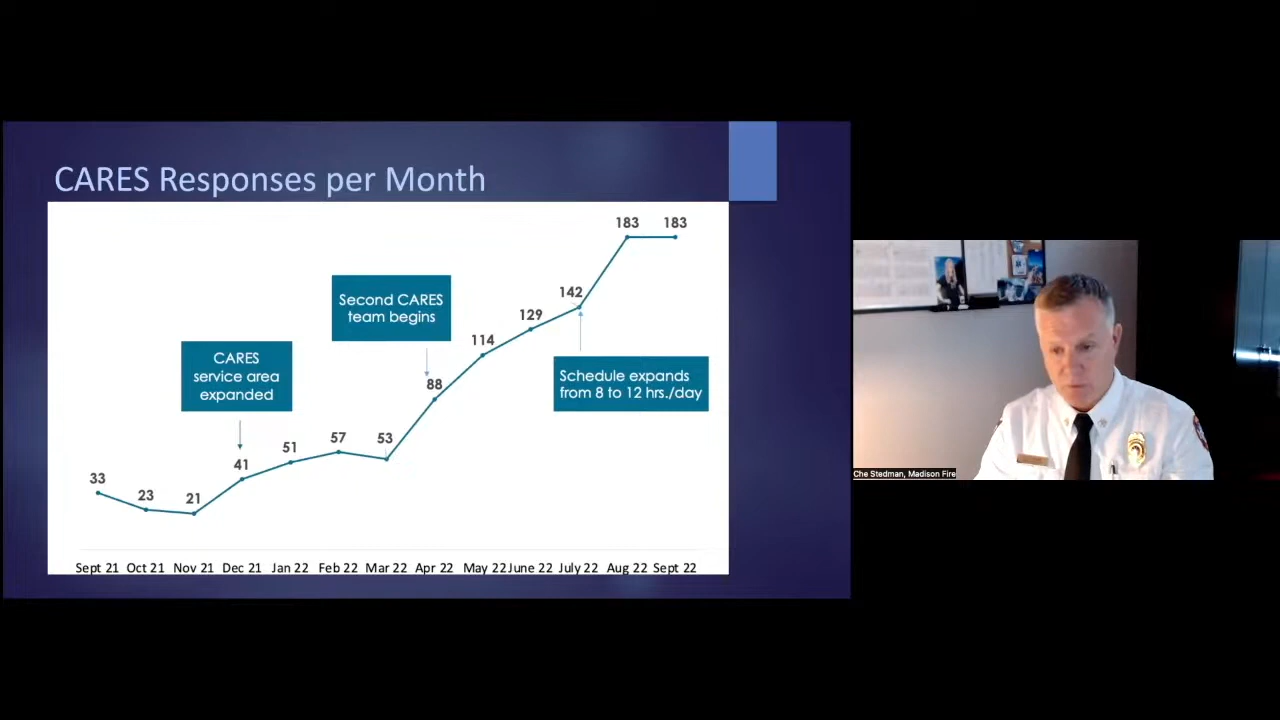 CARES Responses per Month
183 183
Second CARES
team begins
142
129
114
CARES
service area
expanded
Schedule expands
from 8 to 12 hrs./day
88
57
53
51
41
33
23
21
Sept 21 Oct 21 Nov 21 Dec 21 Jan 22 Feb 22 Mar 22 Apr 22 May 22 June 22 July 22 Aug 22 Sept 22
Che Stedman, Madison Fire